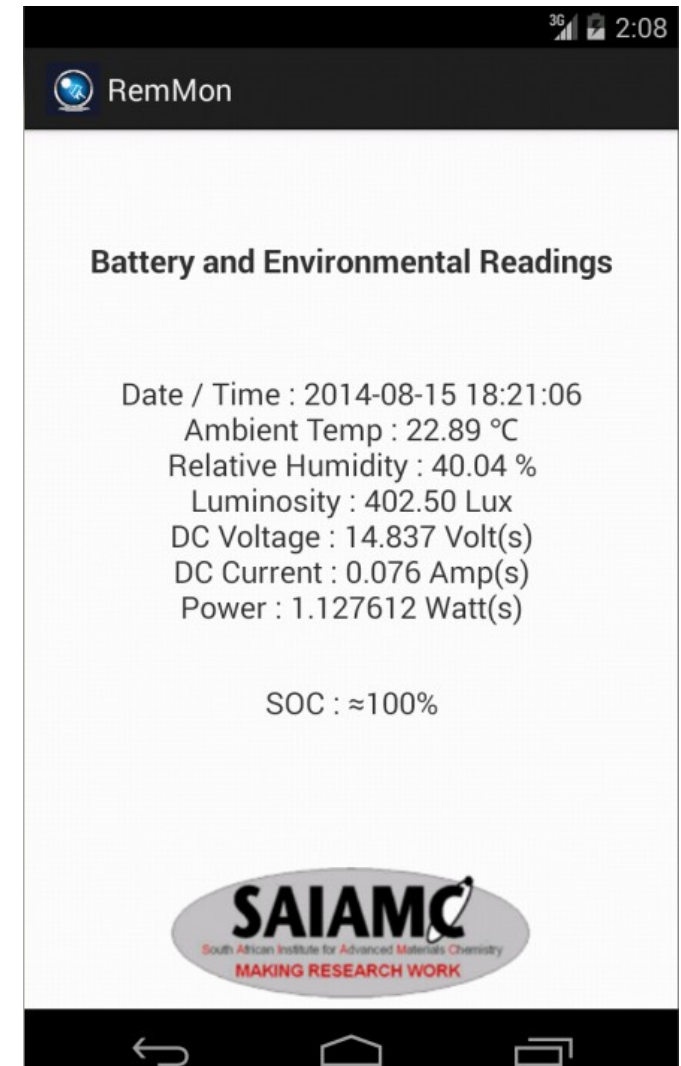 3G 2:08
RemMon
Battery and Environmental Readings
Date / Time : 2014-08-15 18:21:06
Ambient Temp : 22.89 °C
Relative Humidity : 40.04 %
Luminosity : 402.50 Lux
DC Voltage : 14.837 Volt(s)
DC Current : 0.076 Amp(s)
Power : 1.127612 Watt(s)
SOC : ≈100%
SAIAMC
South African Institute for Advanced Materials Chemistry
MAKING RESEARCH WORK